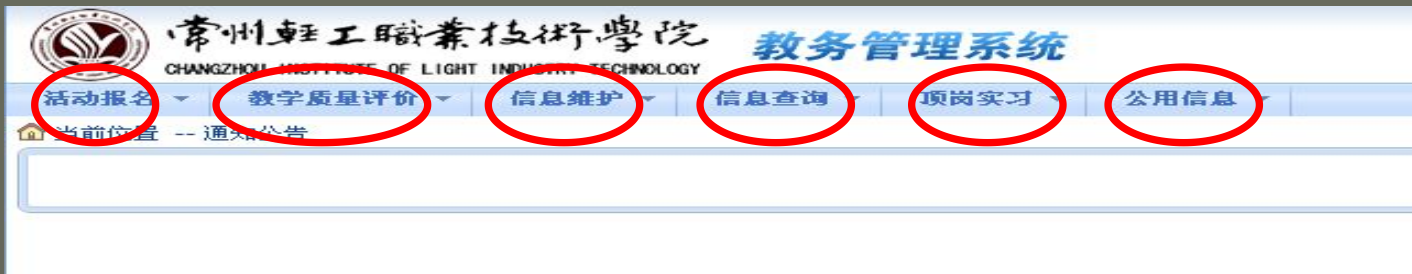 常州輕工職業技術學院 教务管理系统
CHANGZHOU INSTITUTE OF LIGHT INDUSTRY TECHNOLOGY
活动报名 教学质量评价 信息维护 信息查询 顶岗实习 公用信息
当前位置 -- 通知公告